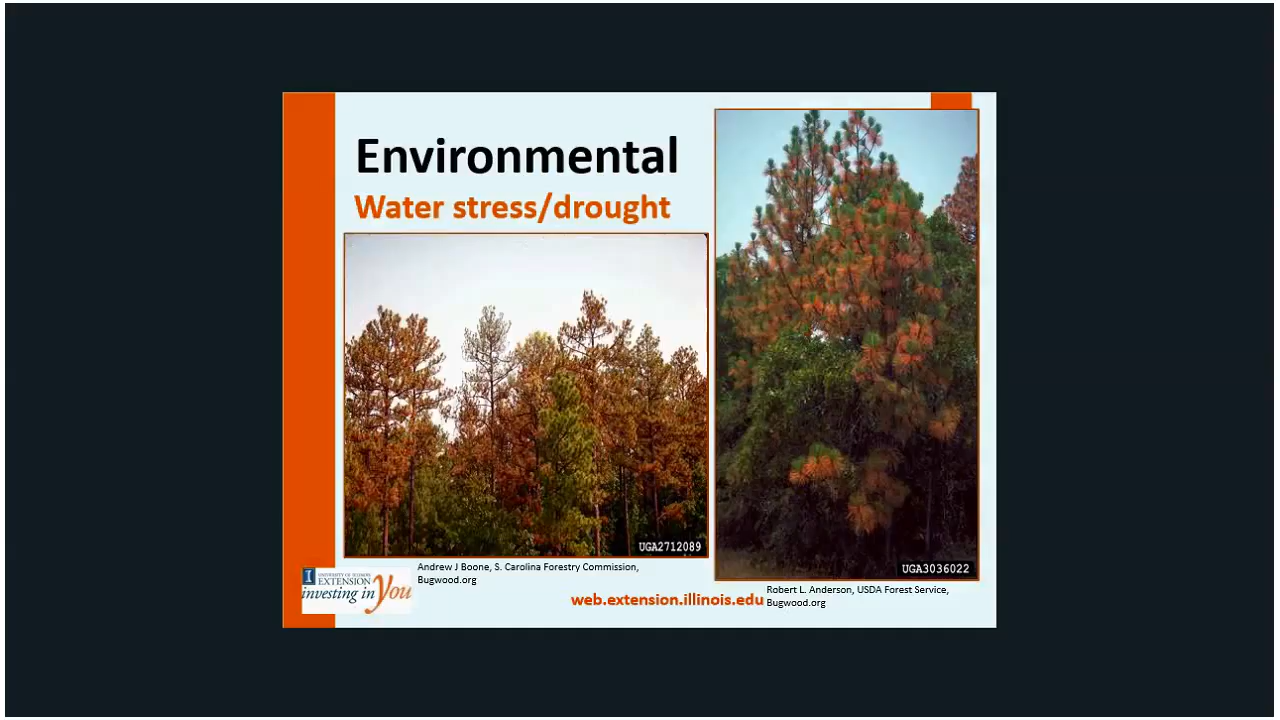 Environmental
Water stress/drought
UGA2712089
UGA3036022
Andrew J Boone, S. Carolina Forestry Commission,
Bugwood.org
Robert L. Anderson, USDA Forest Service,
Bugwood.org
web.extension.illinois.edu
I
UNIVERSITY OF ILLINOIS
EXTENSION
investing in You